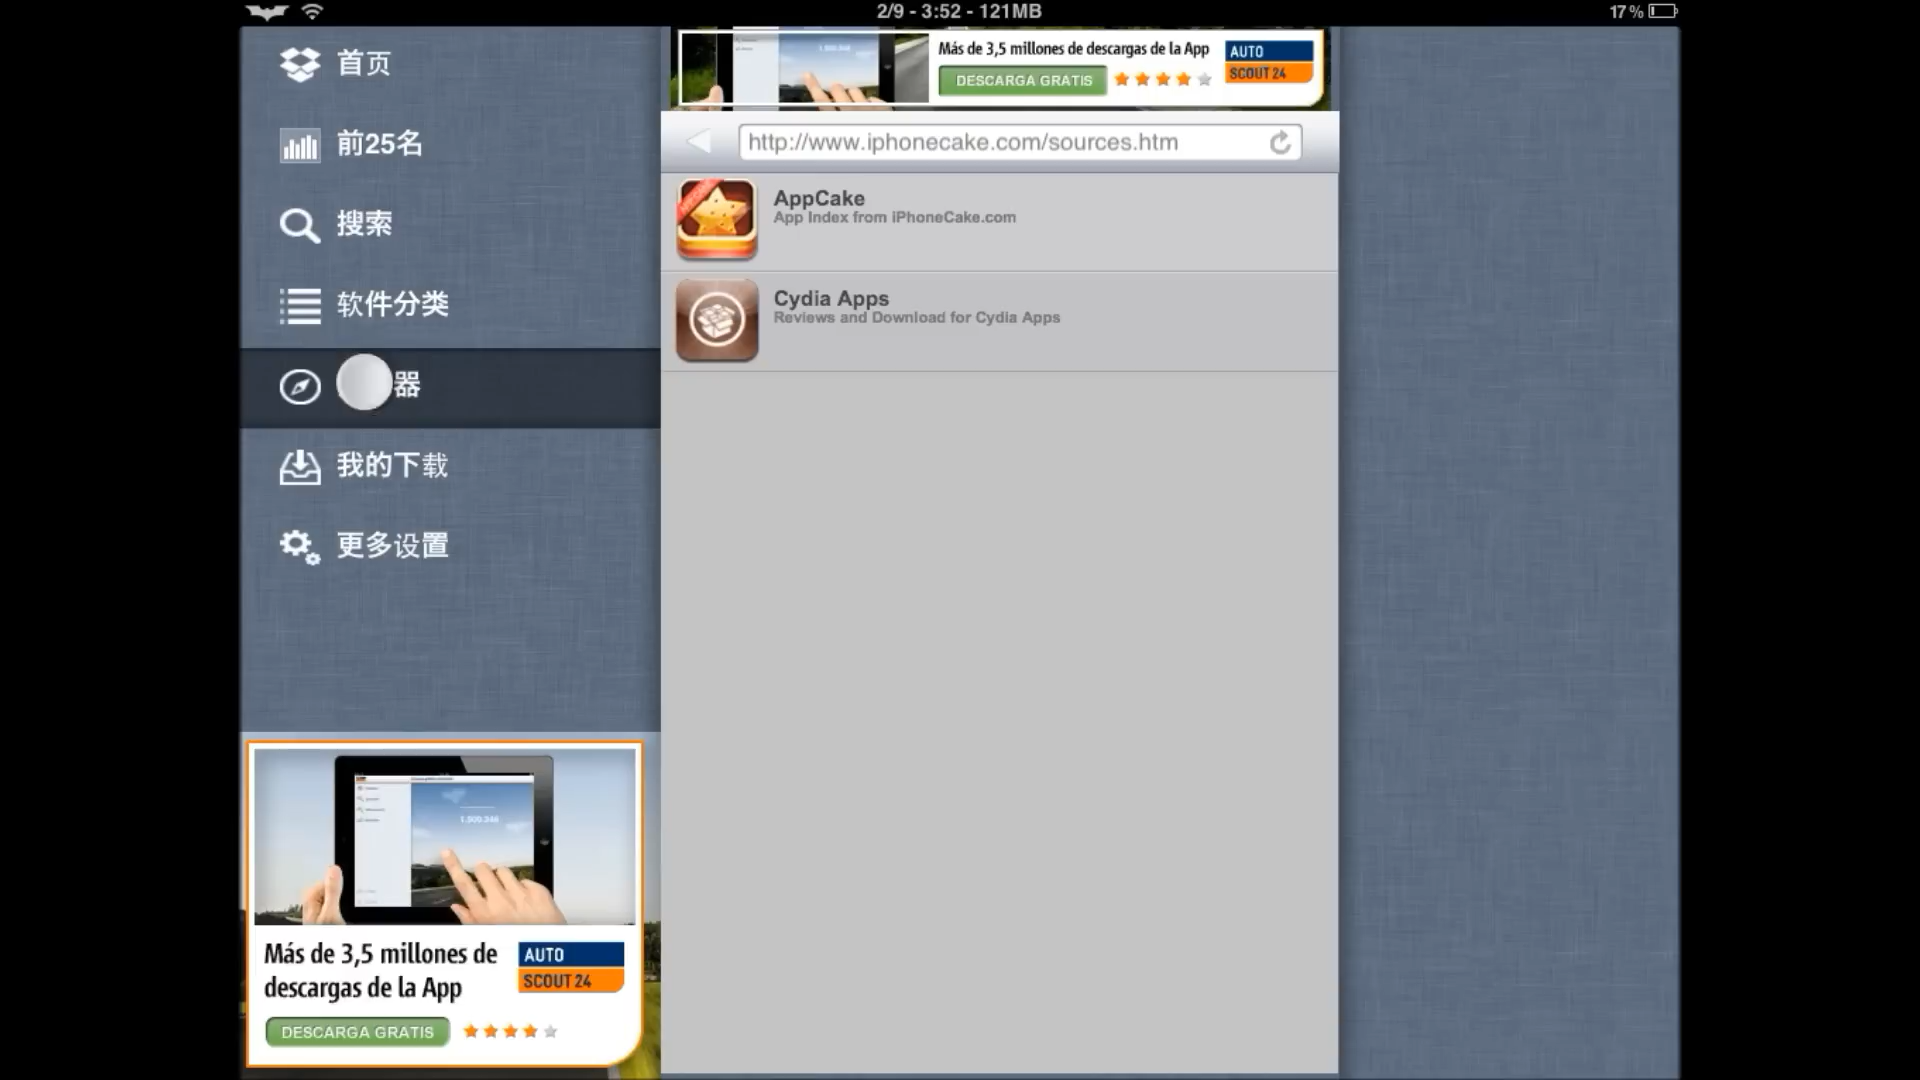 2/9 - 3:52 - 121MB
17%
首页
前25名
搜索
软件分类
器
我的下载
更多设置
Más de 3,5 millones de descargas de la App
DESCARGA GRATIS
AUTO
SCOUT 24
http://www.iphonecake.com/sources.htm
AppCake
App Index from iPhoneCake.com
Cydia Apps
Reviews and Download for Cydia Apps
1.500.346
Más de 3,5 millones de
descargas de la App
AUTO
SCOUT 24
DESCARGA GRATIS